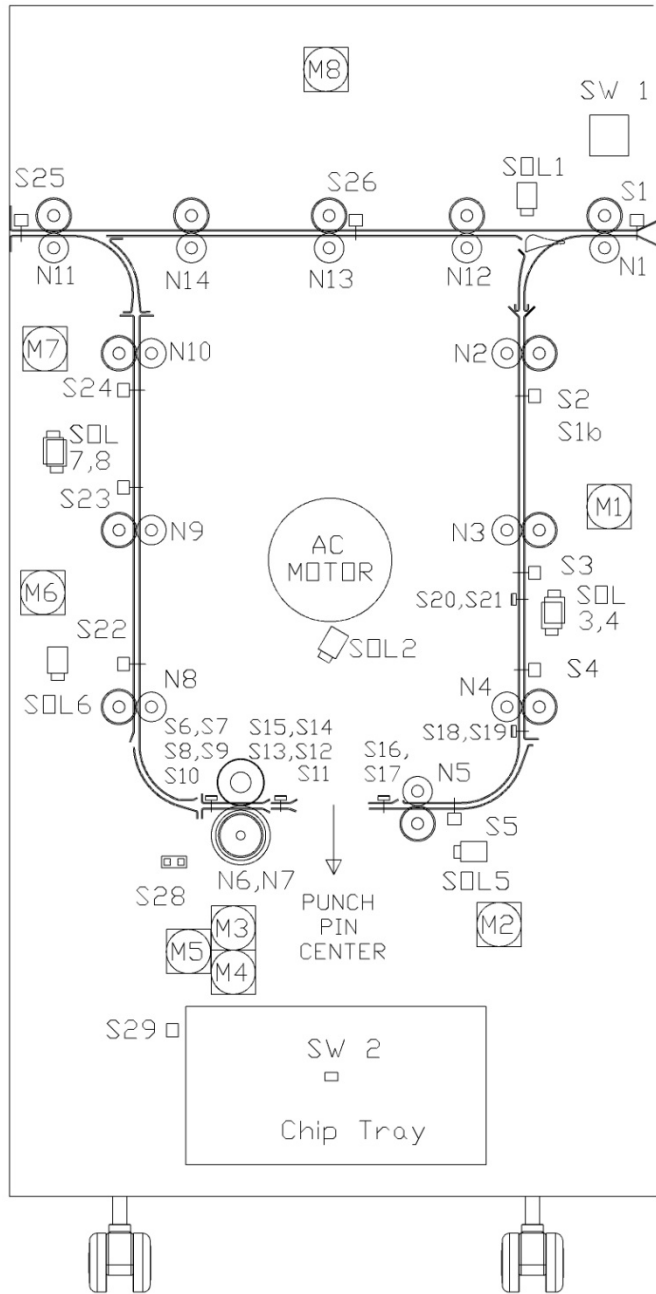 M8
SW 1
SOL1
S25
S26
S1
N11
N14
N13
N12
N1
M7
N10
N2
S24
S2
S1b
SOL
7,8
S23
M1
N9
AC
MOTOR
N3
S3
M6
S20,S21
SOL
3,4
S22
SOL2
S4
N8
N4
SOL6
S6,S7
S8,S9
S10
S15,S14
S13,S12
S11
S16,
S17
S18,S19
N5
S5
SOL5
S28
N6,N7
PUNCH
PIN
CENTER
M3
M5
M4
M2
S29
SW 2
Chip Tray